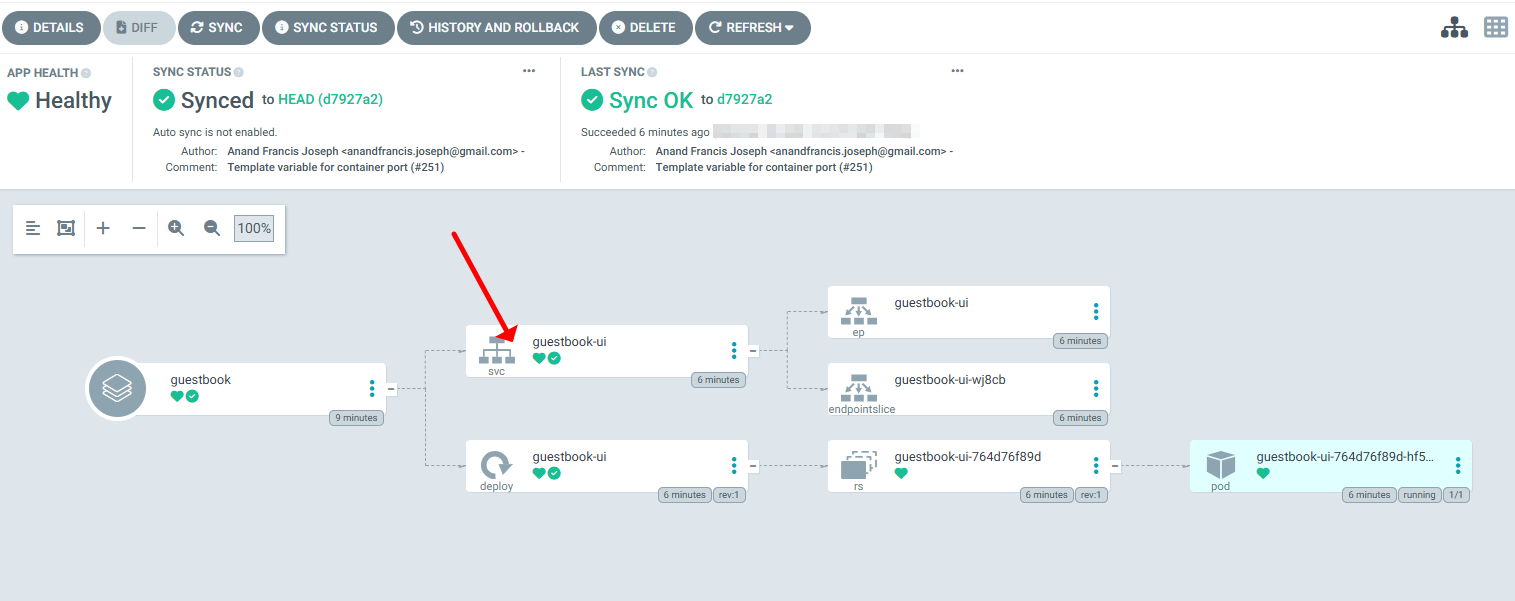 DETAILS DIFF SYNC SYNC STATUS HISTORY AND ROLLBACK DELETE REFRESH
APP HEALTH
Healthy
SYNC STATUS
Synced to HEAD (d7927a2)
Auto sync is not enabled.
Author: Anand Francis Joseph <anandfrancis.joseph@gmail.com> -
Comment: Template variable for container port (#251)
LAST SYNC
Sync OK to d7927a2
Succeeded 6 minutes ago
Author: Anand Francis Joseph <anandfrancis.joseph@gmail.com> -
Comment: Template variable for container port (#251)
100%
guestbook
9 minutes
guestbook-ui
svc
6 minutes
guestbook-ui
deploy
6 minutes rev:1
guestbook-ui
ep
6 minutes
guestbook-ui-wj8cb
endpointslice
6 minutes
guestbook-ui-764d76f89d
rs
6 minutes rev:1
guestbook-ui-764d76f89d-hf5...
pod
6 minutes running 1/1